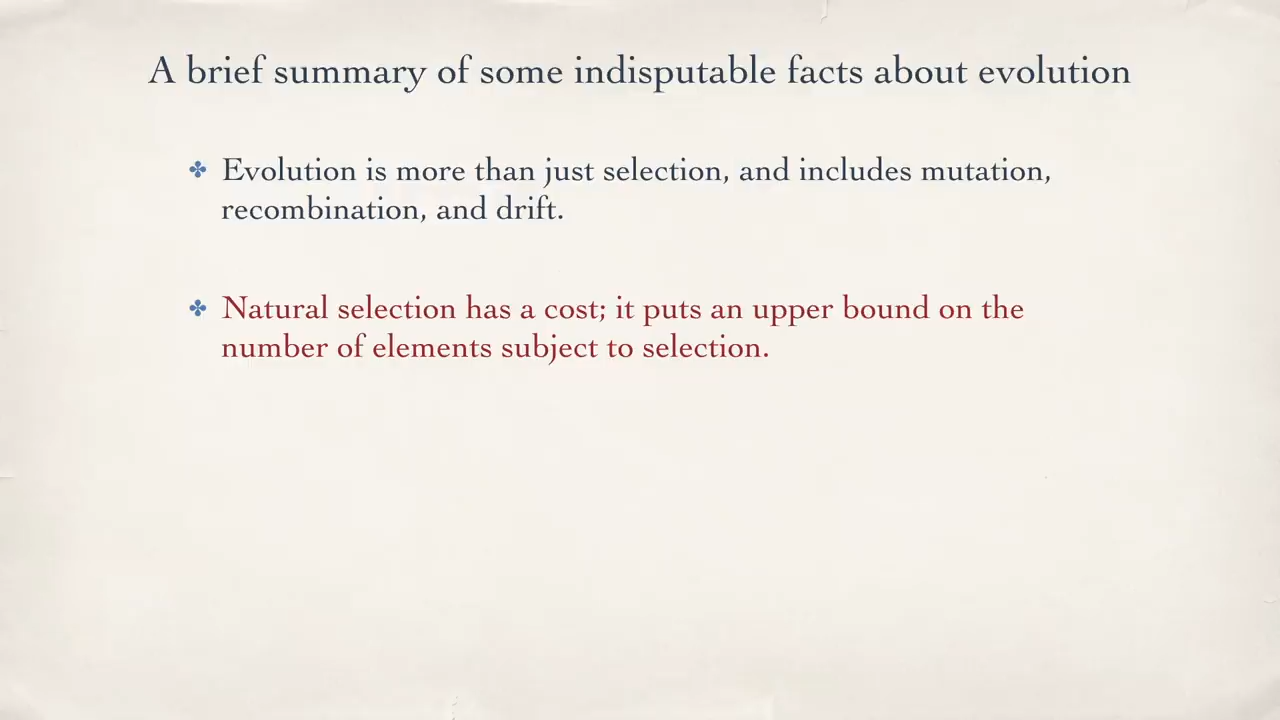 A brief summary of some indisputable facts about evolution
Evolution is more than just selection, and includes mutation,
recombination, and drift.
Natural selection has a cost; it puts an upper bound on the
number of elements subject to selection.